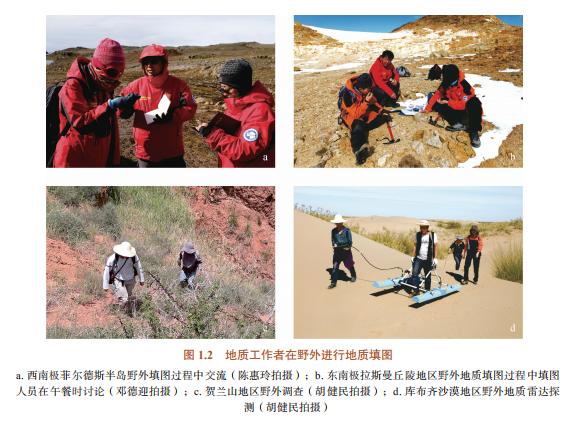 a
b
c
d
图 1.2 地质工作者在野外进行地质填图
a. 西南极菲尔德斯半岛野外填图过程中交流（陈惠玲拍摄）；b. 东南极拉斯曼丘陵地区野外地质填图过程中填图
人员在午餐时讨论（邓德迎拍摄）；c. 贺兰山地区野外调查（胡健民拍摄）；d. 库布齐沙漠地区野外地质雷达探
测（胡健民拍摄）